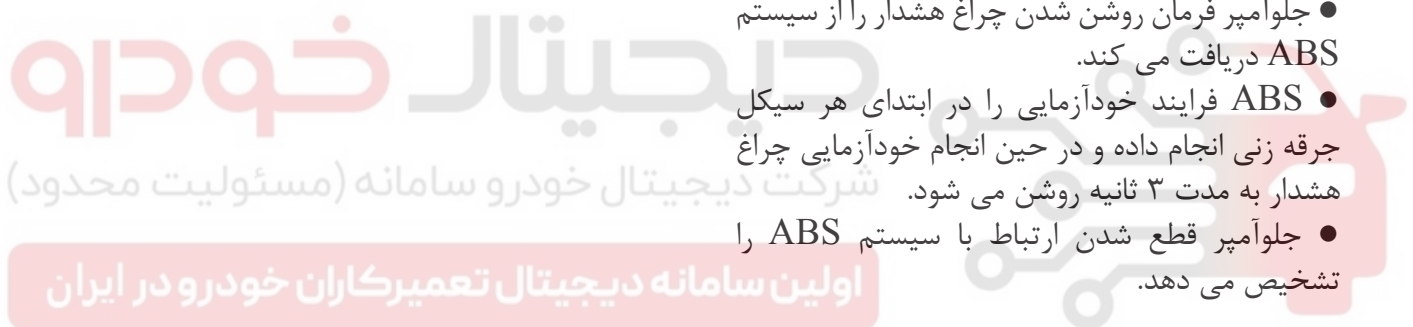 ● جلوآمپر فرمان روشن شدن چراغ هشدار را از سیستم
ABS دریافت می کند.
● ABS فرایند خودآزمایی را در ابتدای هر سیکل
جرقه زنی انجام داده و در حین انجام خودآزمایی چراغ
هشدار به مدت ۳ ثانیه روشن می شود.
● جلوآمپر قطع شدن ارتباط با سیستم ABS را
تشخیص می دهد.
دیجیتال خودرو
شرکت دیجیتال خودرو سامانه (مسئولیت محدود)
اولین سامانه دیجیتال تعمیرکاران خودرو در ایران